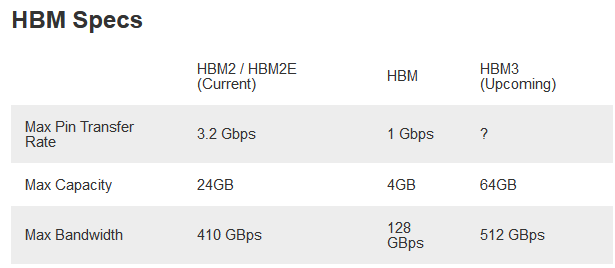 HBM Specs
HBM2 / HBM2E (Current) HBM HBM3 (Upcoming)
Max Pin Transfer Rate 3.2 Gbps 1 Gbps ?
Max Capacity 24GB 4GB 64GB
Max Bandwidth 410 GBps 128 GBps 512 GBps